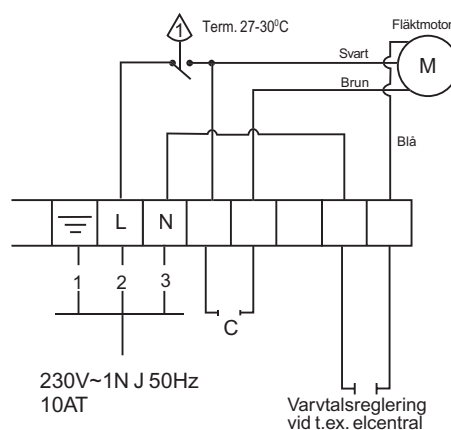 Fläktmotor
1
Term. 27-30⁰C
Svart
M
Brun
Blå
L
N
1
2
3
C
230V~1N J 50Hz
10AT
Varvtalsreglering
vid t.ex. elcentral